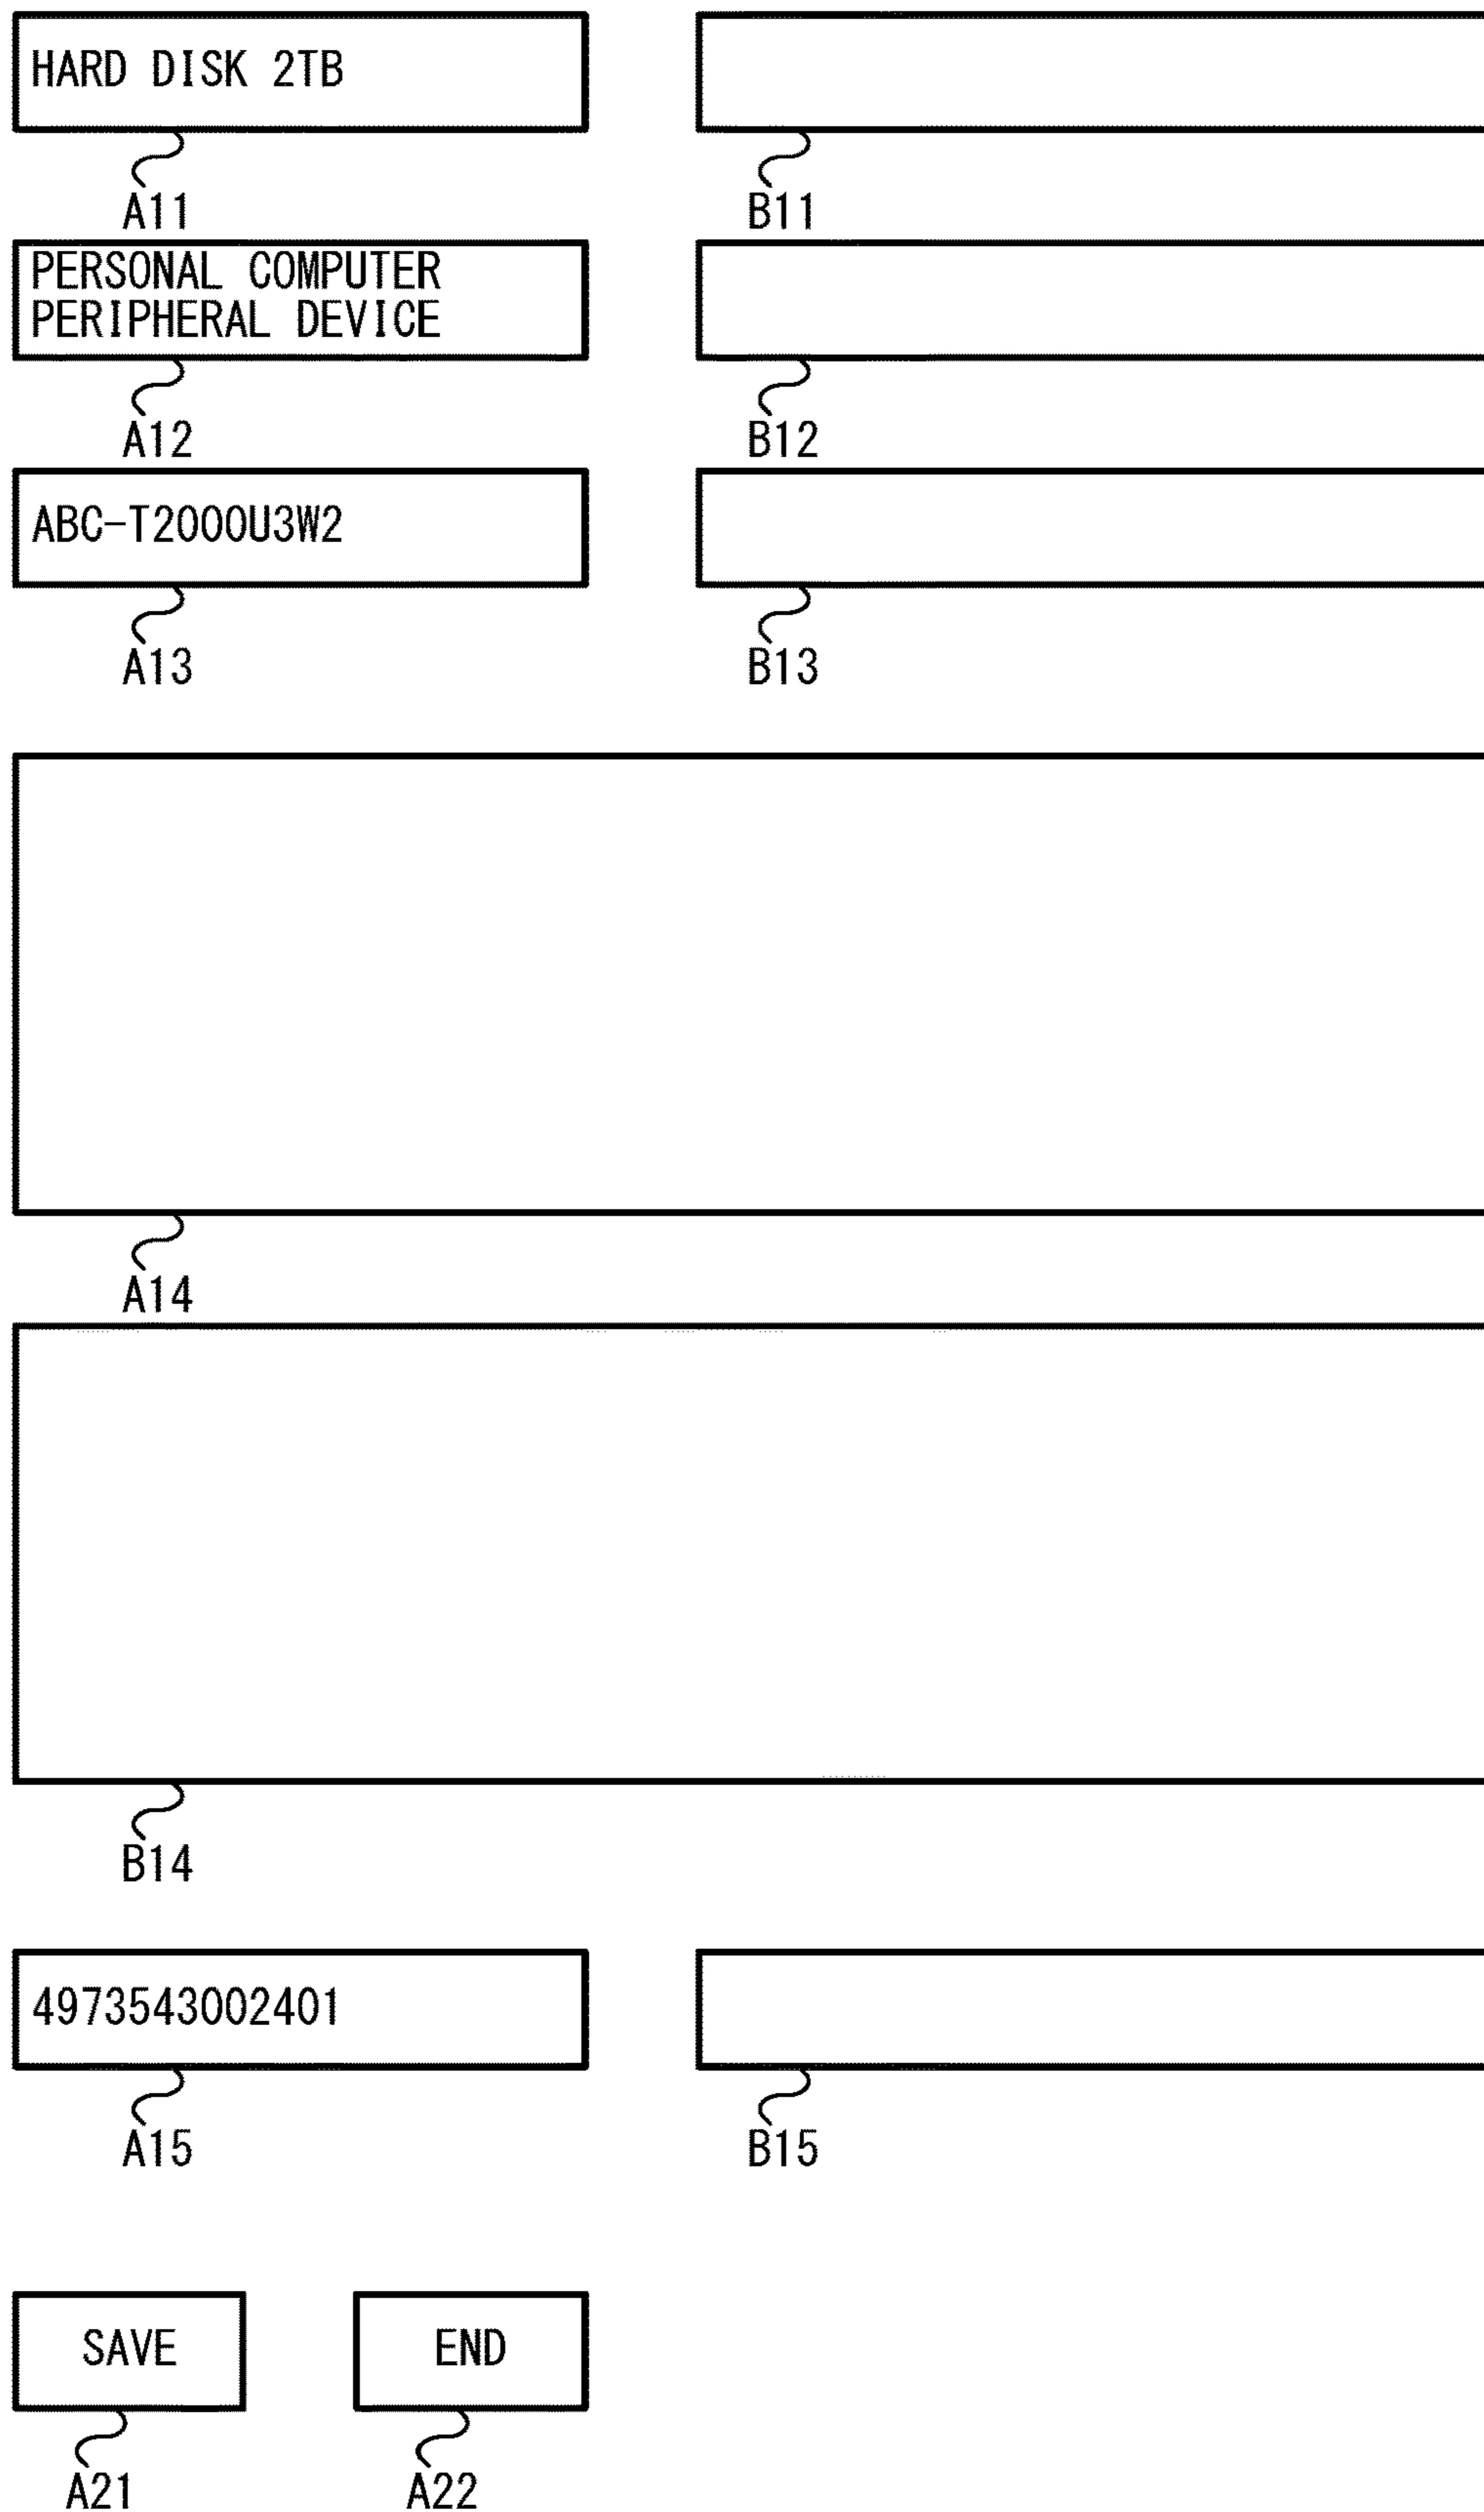 HARD DISK 2TB
A11
B11
PERSONAL COMPUTER
PERIPHERAL DEVICE
A12
B12
ABC-T2000U3W2
A13
B13
A14
B14
4973543002401
A15
B15
SAVE
END
A21
A22